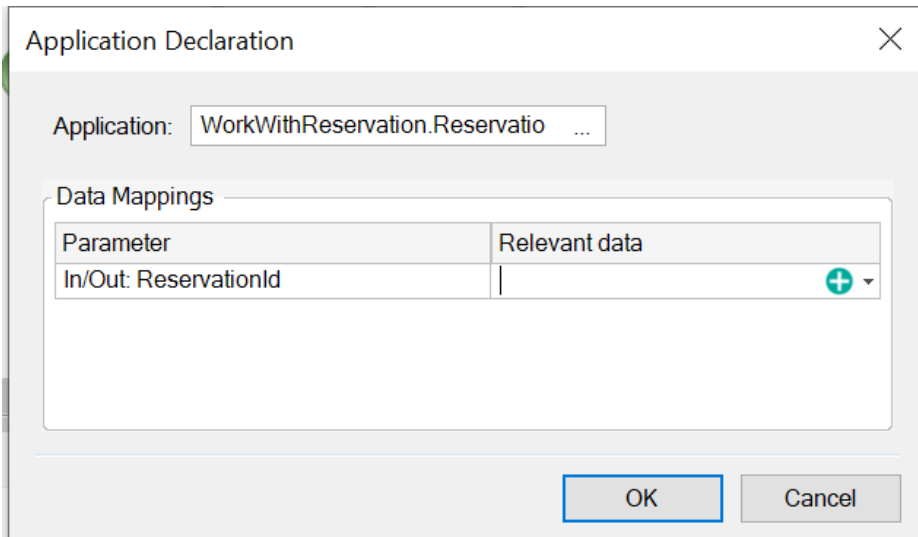 Application Declaration
Application: WorkWithReservation.Reservatio ...
Data Mappings
Parameter Relevant data
In/Out: ReservationId
OK Cancel